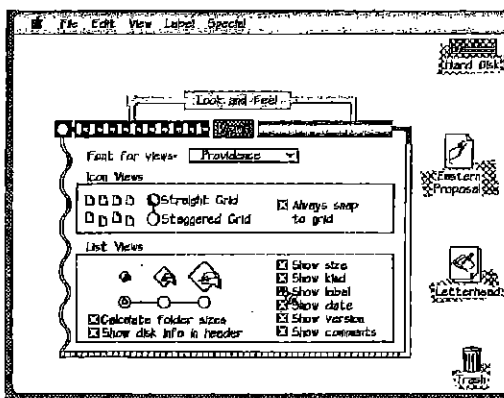 File Edit View Label Special
Hard Disk
Look and Feel
Font for views: Providence
Icon Views
Straight Grid
Staggered Grid
Always snap
to grid
Eastern
Proposal
List Views
Show size
Show kind
Show label
Show date
Show version
Show comments
Calculate folder sizes
Show disk info in header
Letterhead
Trash